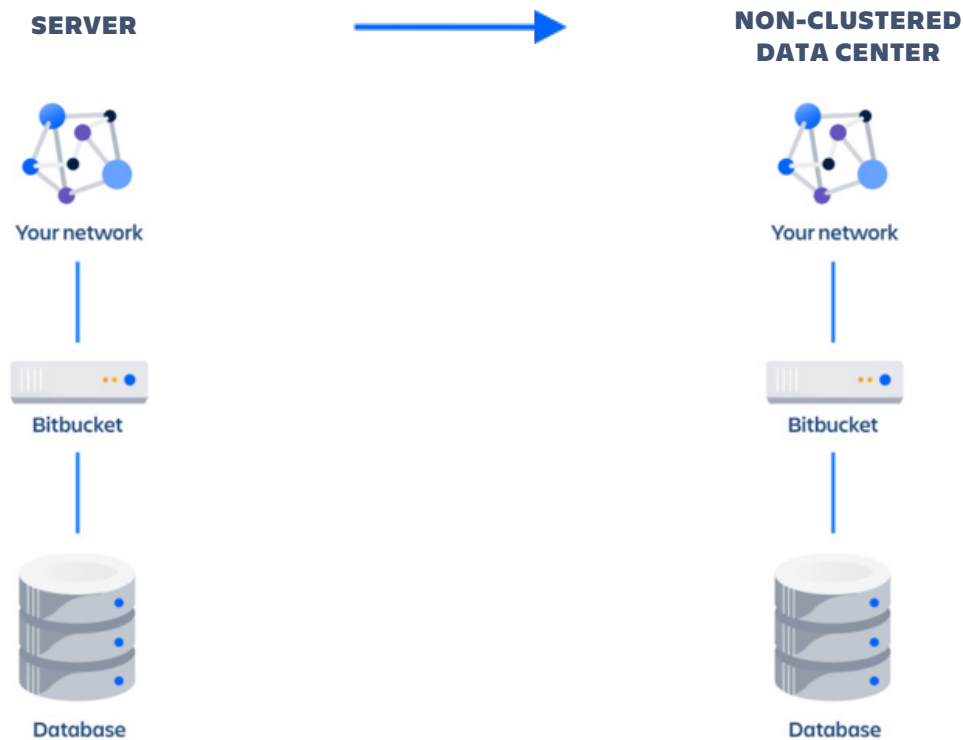 SERVER
NON-CLUSTERED
DATA CENTER
Your network
Your network
Bitbucket
Bitbucket
Database
Database